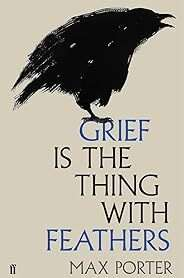 GRIEF
IS THE
THING
WITH
FEATHERS
ff
MAX PORTER